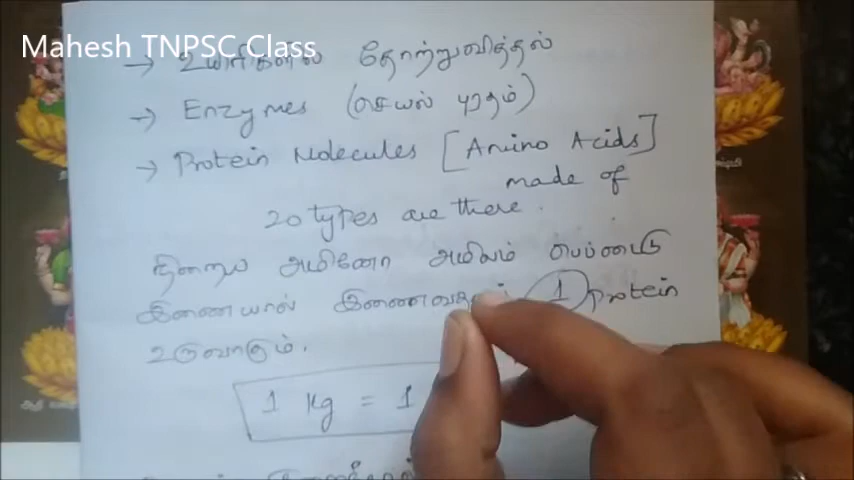 Mahesh TNPSC Class
→ உயிரிகளில் தோற்றுவித்தல்
→ Enzymes (செயல் புரதம்)
→ Protein Molecules [Amino Acids]
made of
20 types are there.
நிறைய அமினோ அமிலம் பெப்டைடு
இணையால் இணைவதால் 1 protein
உருவாகும்.
1 Kg = 1